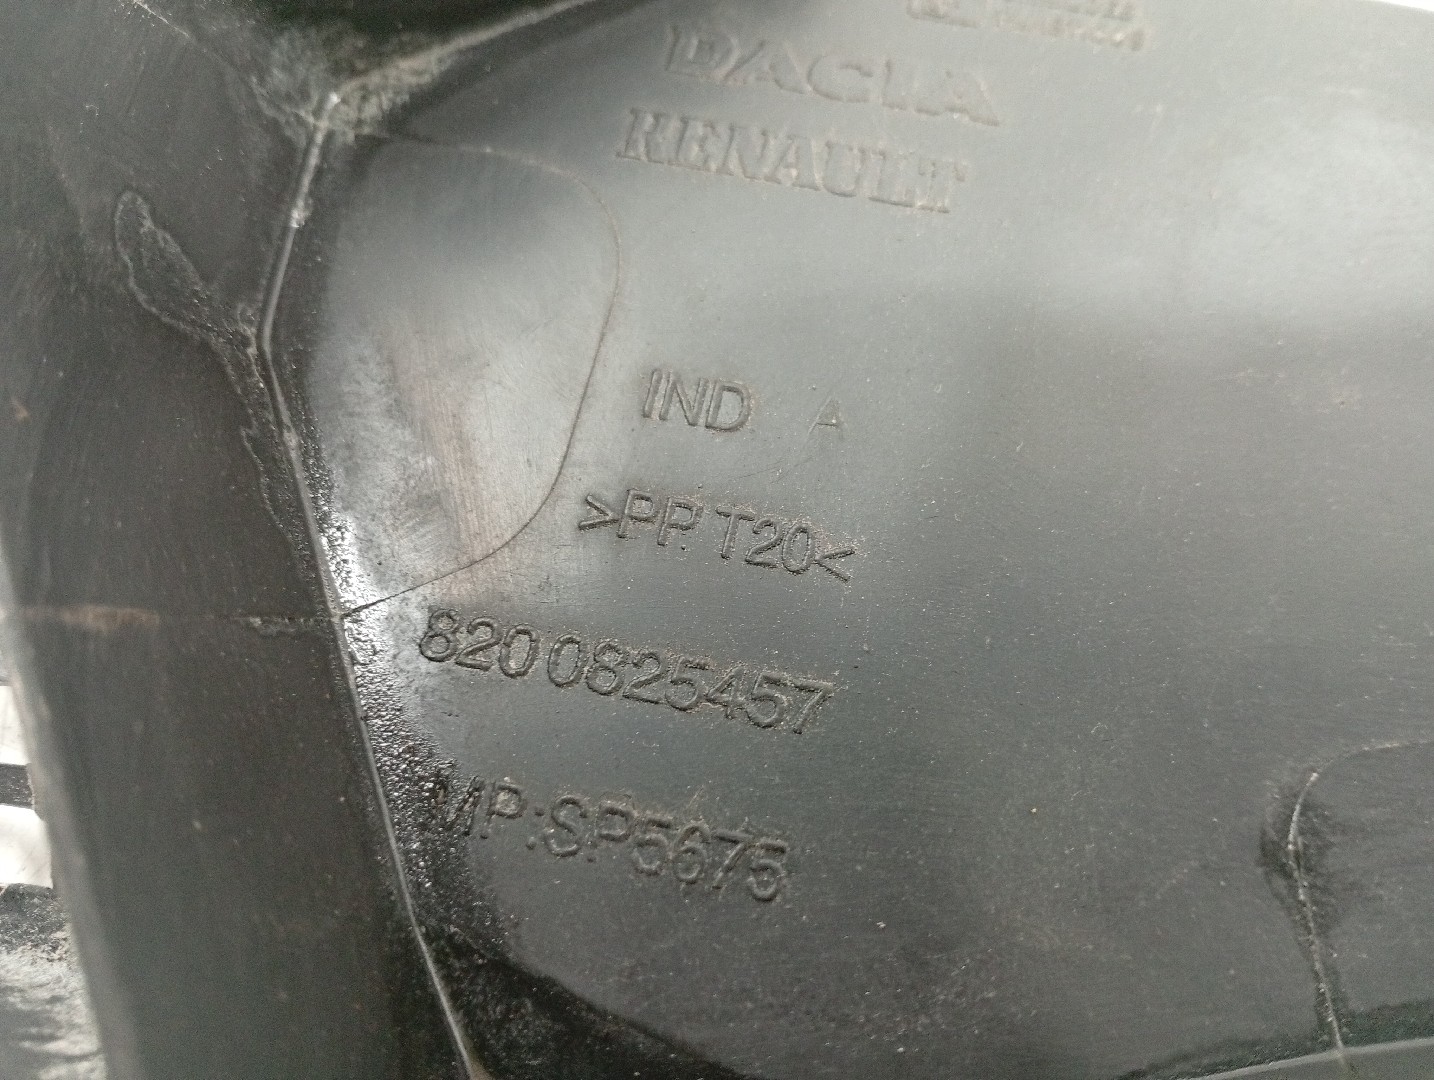 DACIA
RENAULT
IND A
>PP. T20<
8200825457
MP:SP5675